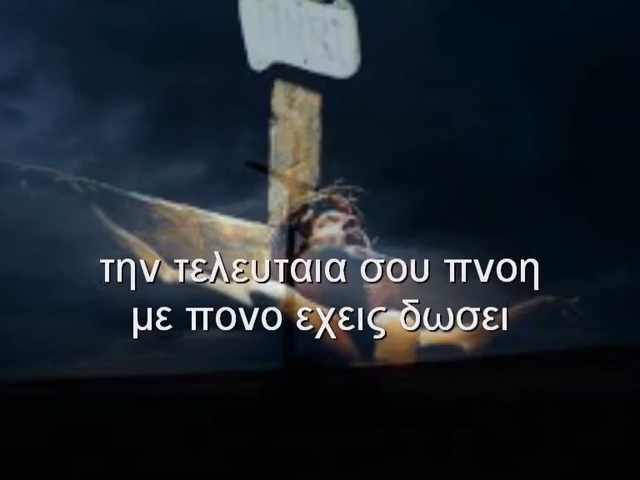 την τελευταια σου πνοη
με πονο εχεις δωσει